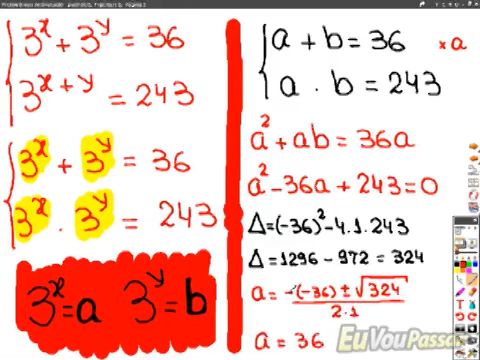 3^x + 3^y = 36
3^(x+y) = 243
3^x + 3^y = 36
3^x . 3^y = 243
3^x = a 3^y = b
a + b = 36 × a
a . b = 243
a² + ab = 36a
a² - 36a + 243 = 0
Δ = (-36)² - 4.1.243
Δ = 1296 - 972 = 324
a = -(-36) ± √324 / 2.1
a = 36
EuVouPassar